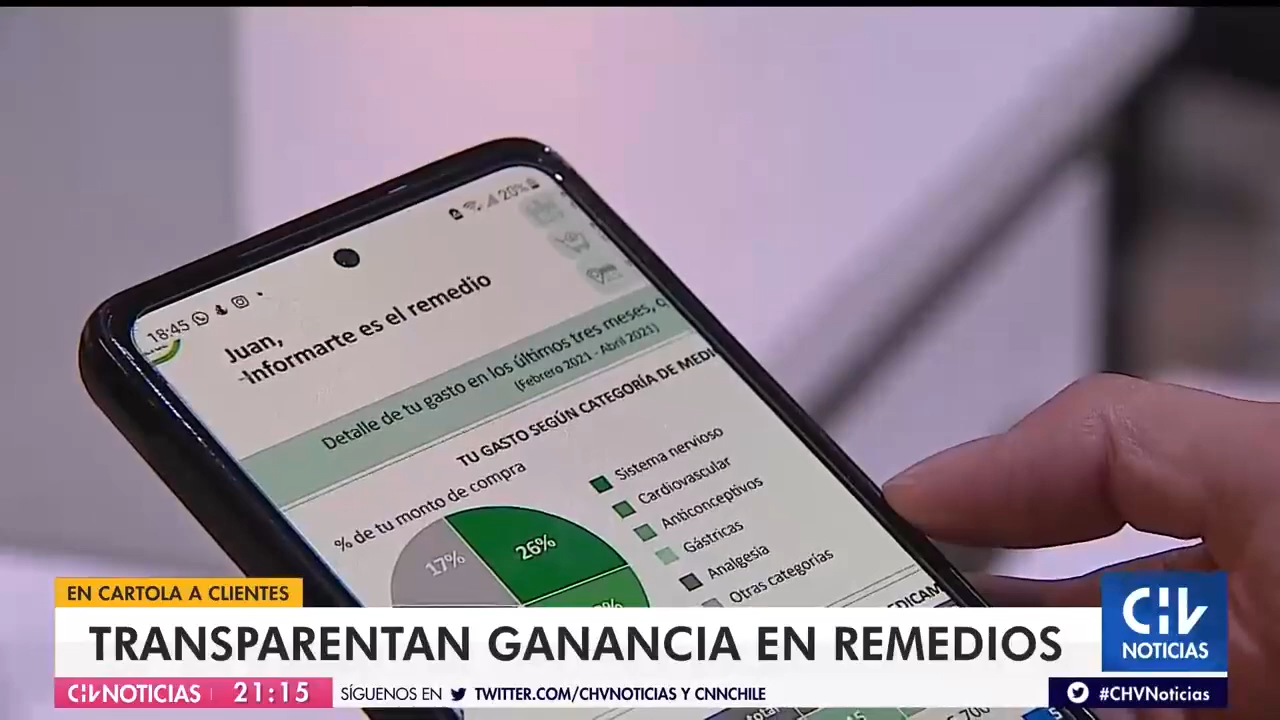 20%
18:45
Juan,
Informarte es el remedio
Detalle de tu gasto en los últimos tres meses,
(Febrero 2021 - Abril 2021)
TU GASTO SEGÚN CATEGORÍA DE MEDI
% de tu monto de compra
17%
26%
Sistema nervioso
Cardiovascular
Anticonceptivos
Gástricas
Analgesia
Otras categorías
EN CARTOLA A CLIENTES
TRANSPARENTAN GANANCIA EN REMEDIOS
CHV
NOTICIAS
CHV NOTICIAS 21:15 SÍGUENOS EN TWITTER.COM/CHVNOTICIAS Y CNNCHILE
#CHVNoticias